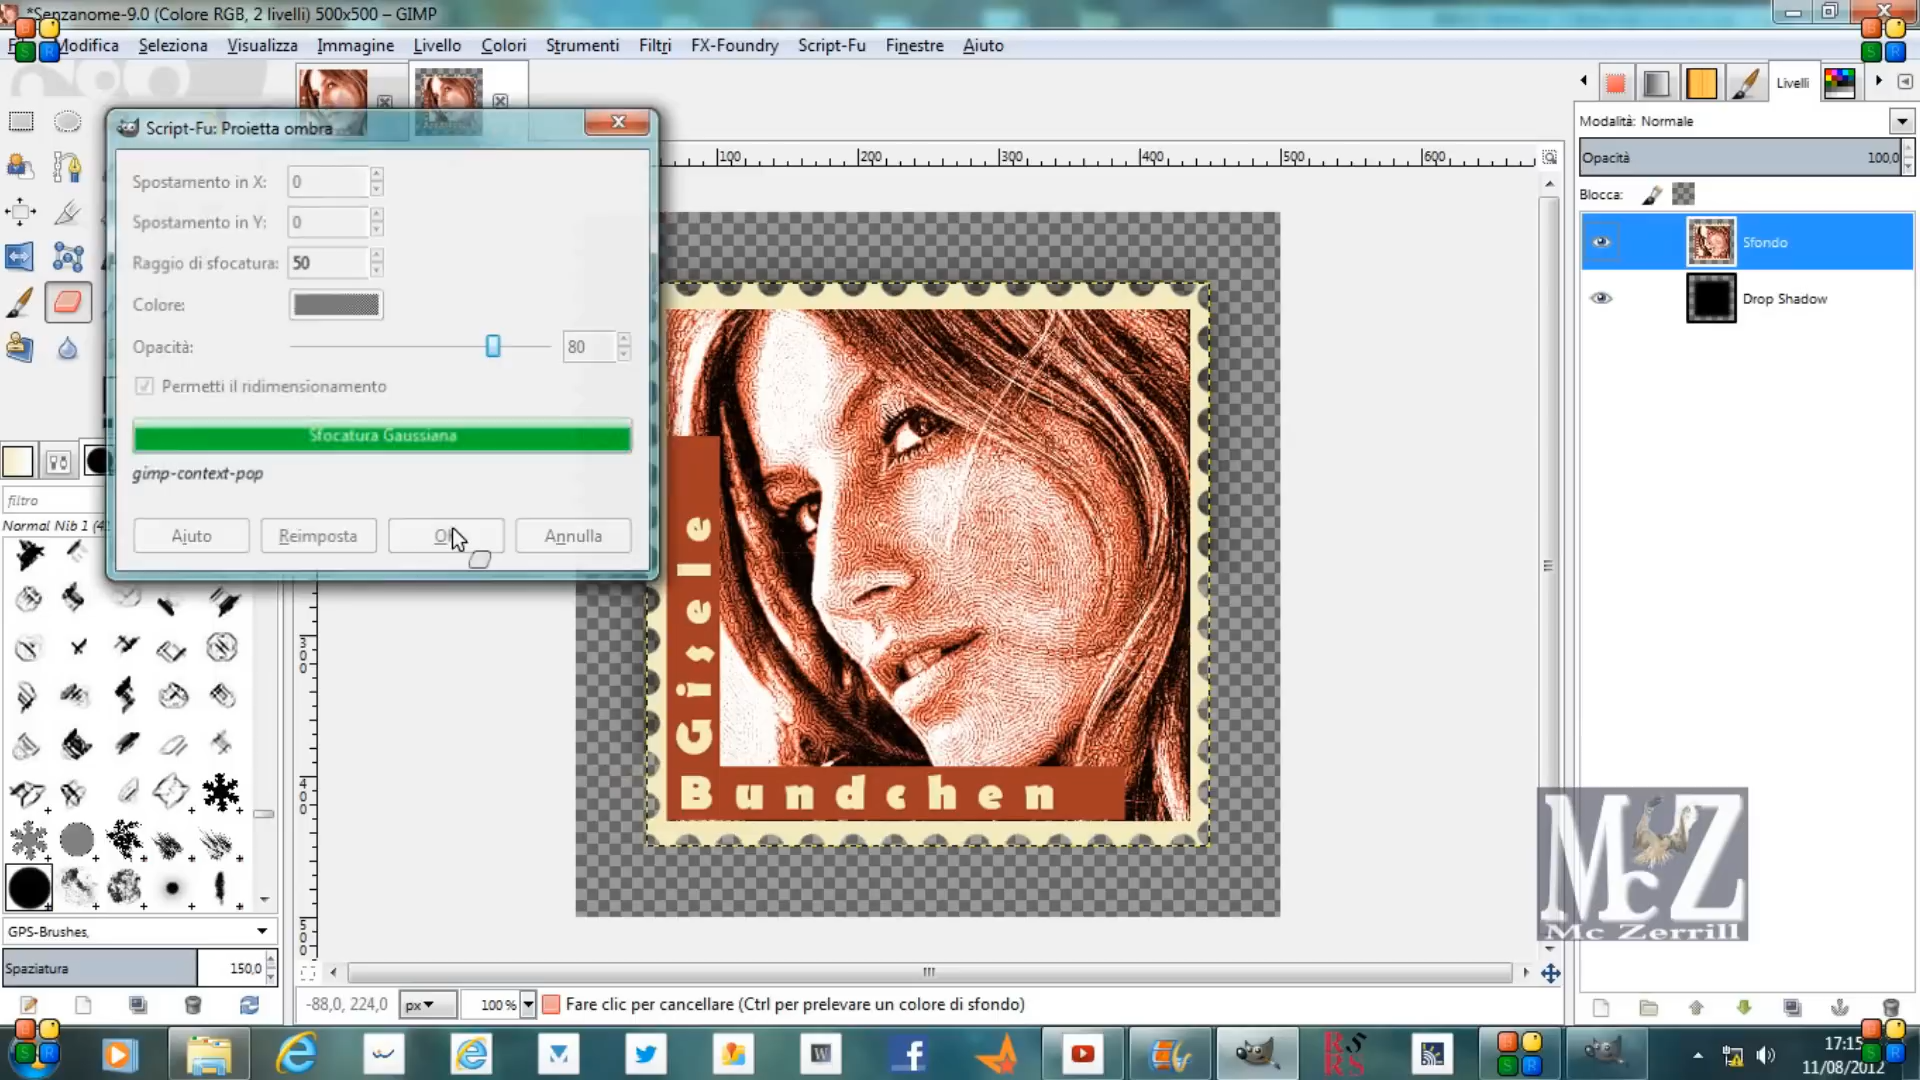 *Senzanome-9.0 (Colore RGB, 2 livelli) 500x500 – GIMP
Modifica Seleziona Visualizza Immagine Livello Colori Strumenti Filtri FX-Foundry Script-Fu Finestre Aiuto
Livelli
Modalità: Normale
Opacità 100,0
Blocca:
Sfondo
Drop Shadow
Script-Fu: Proietta ombra
Spostamento in X: 0
Spostamento in Y: 0
Raggio di sfocatura: 50
Colore:
Opacità: 80
Permetti il ridimensionamento
Sfocatura Gaussiana
gimp-context-pop
Aiuto Reimposta Annulla
100 200 300 400 500 600
300
400
500
filtro
Normal Nib 1
GPS-Brushes,
Spaziatura 150,0
Gisele
Bundchen
Mc Z
Mc Zerrill
-88,0, 224,0 px 100 % Fare clic per cancellare (Ctrl per prelevare un colore di sfondo)
17:15
11/08/2012